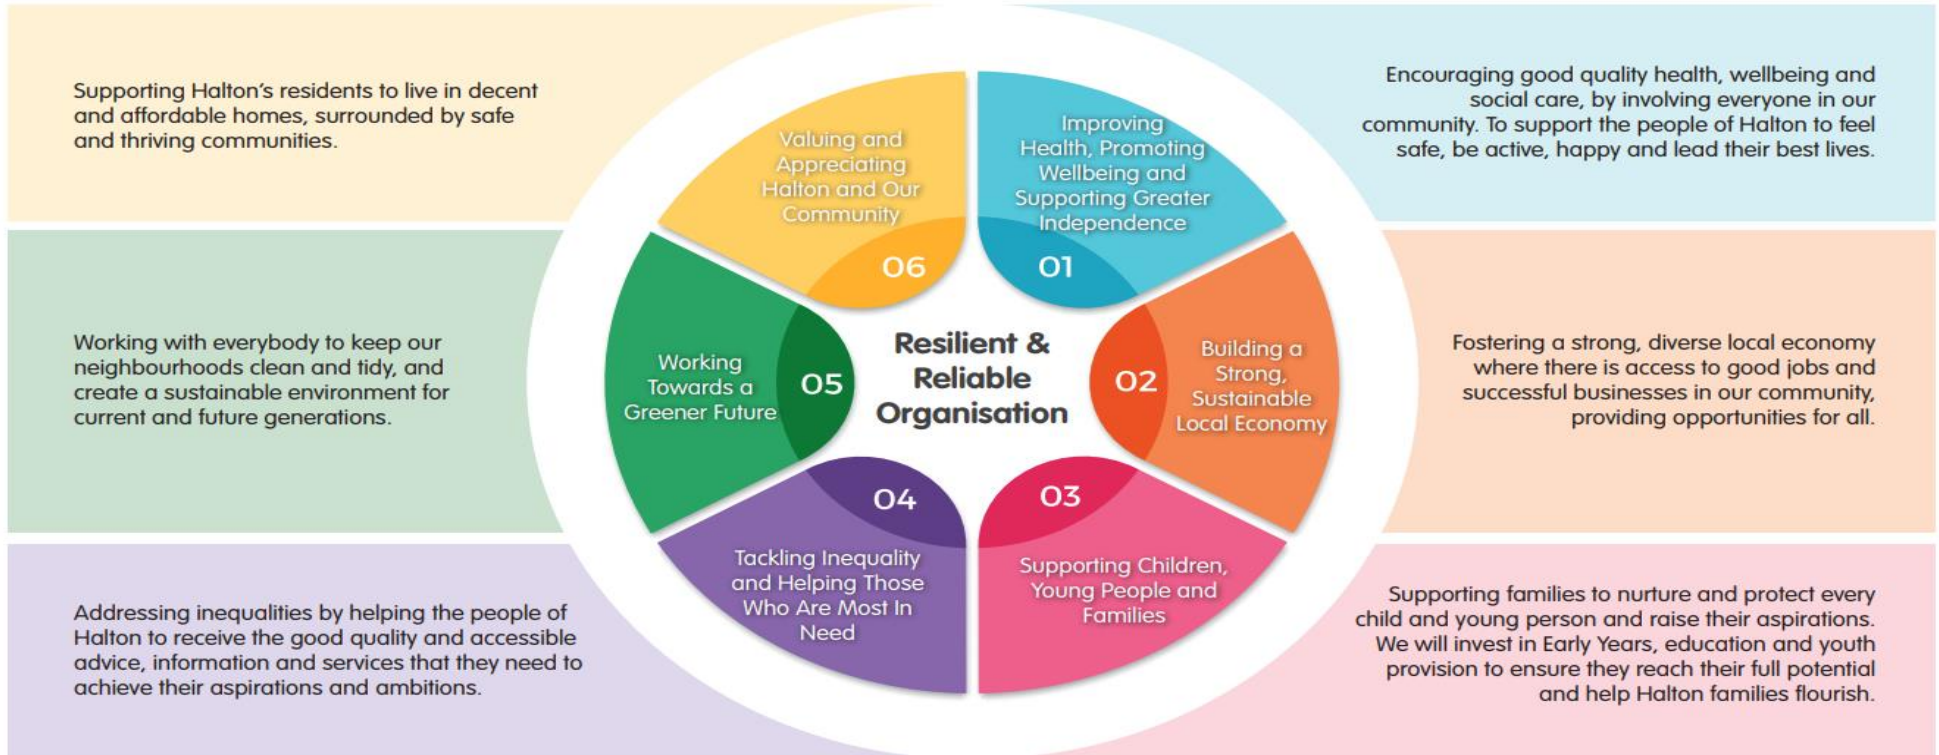 Supporting Halton's residents to live in decent
and affordable homes, surrounded by safe
and thriving communities.
Valuing and
Appreciating
Halton and Our
Community
06
Improving
Health, Promoting
Wellbeing and
Supporting Greater
Independence
01
Encouraging good quality health, wellbeing and
social care, by involving everyone in our
community. To support the people of Halton to feel
safe, be active, happy and lead their best lives.
Working with everybody to keep our
neighbourhoods clean and tidy, and
create a sustainable environment for
current and future generations.
Working
Towards a
Greener Future
05
Resilient &
Reliable
Organisation
02
Building a
Strong,
Sustainable
Local Economy
Fostering a strong, diverse local economy
where there is access to good jobs and
successful businesses in our community,
providing opportunities for all.
Addressing inequalities by helping the people of
Halton to receive the good quality and accessible
advice, information and services that they need to
achieve their aspirations and ambitions.
04
Tackling Inequality
and Helping Those
Who Are Most In
Need
03
Supporting Children,
Young People and
Families
Supporting families to nurture and protect every
child and young person and raise their aspirations.
We will invest in Early Years, education and youth
provision to ensure they reach their full potential
and help Halton families flourish.